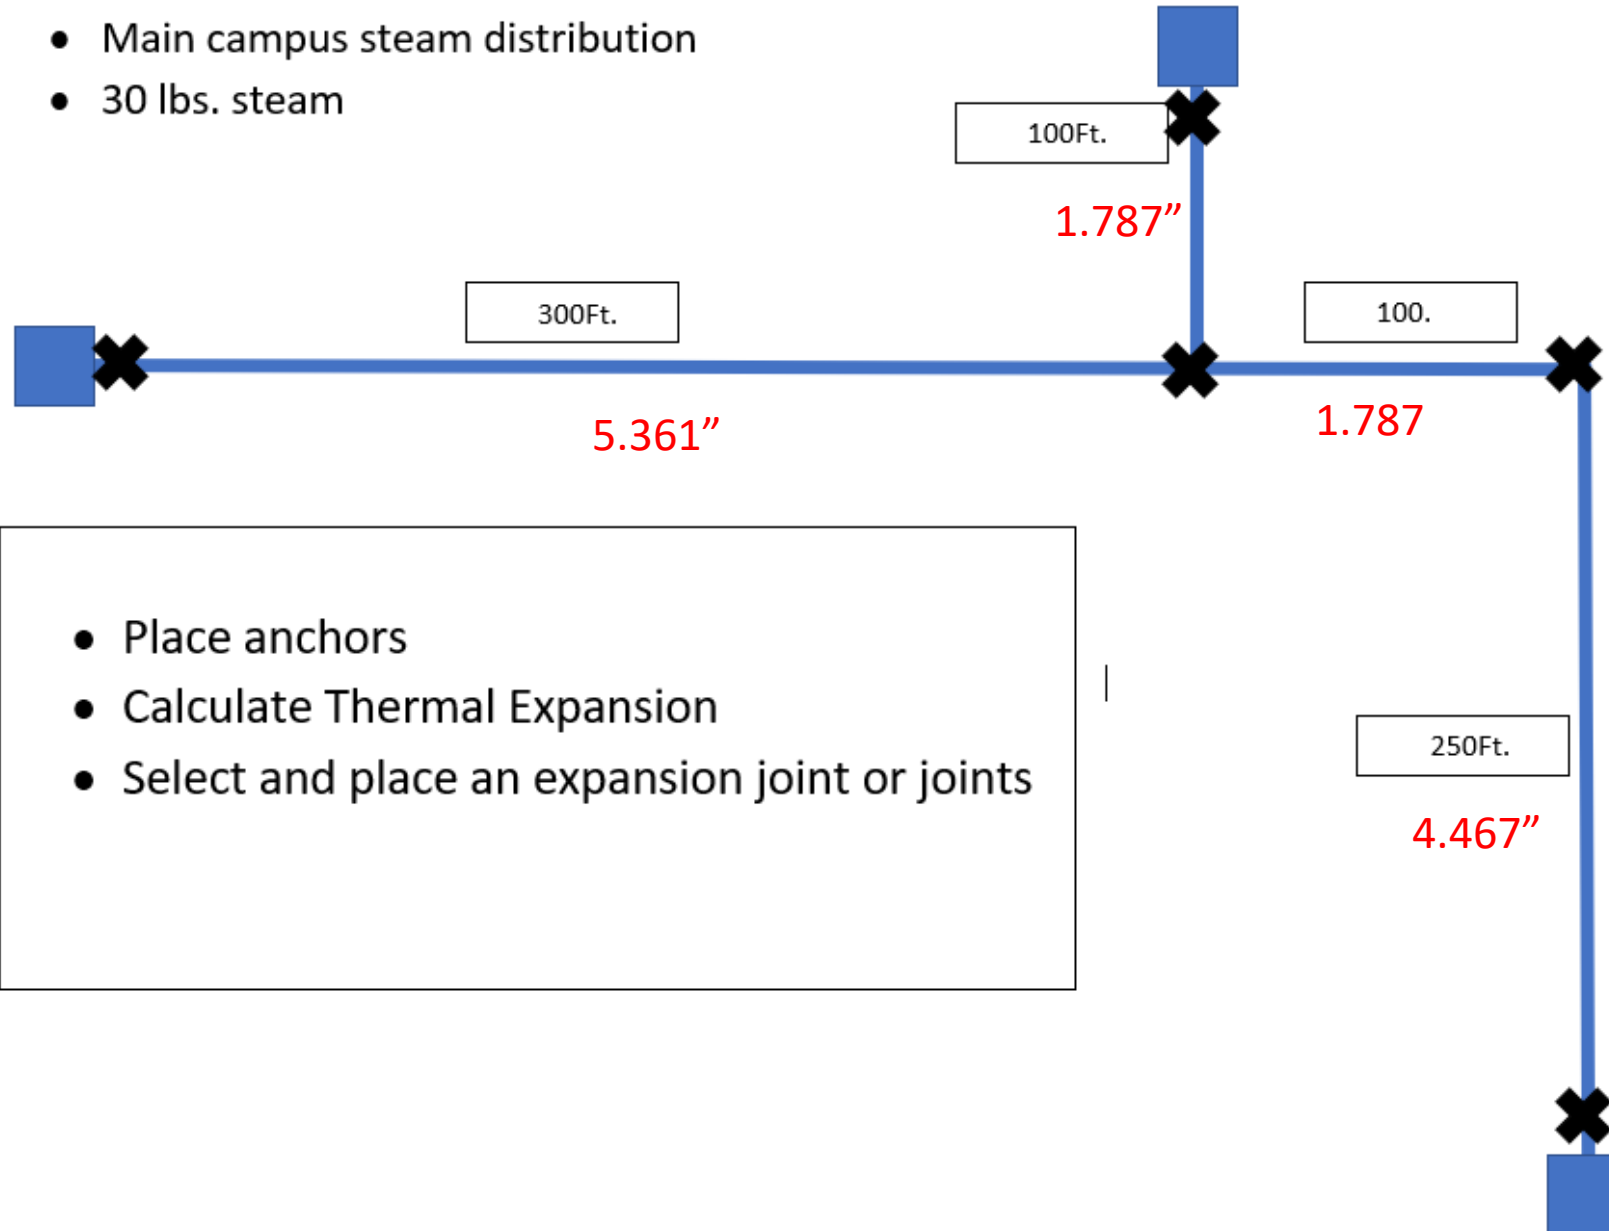 ● Main campus steam distribution
● 30 lbs. steam
100Ft.
1.787”
300Ft.
100.
5.361”
1.787
● Place anchors
● Calculate Thermal Expansion
● Select and place an expansion joint or joints
250Ft.
4.467”